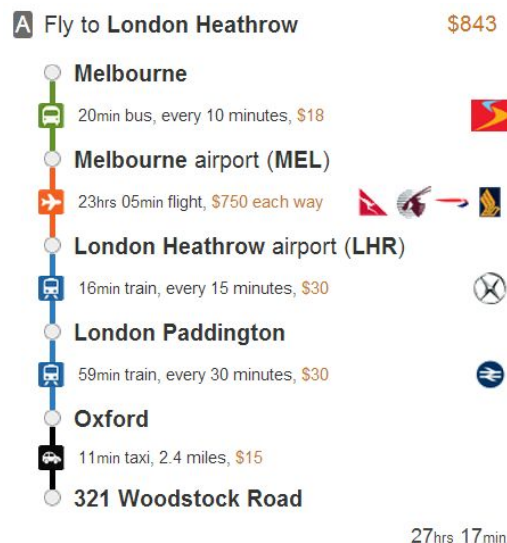 A Fly to London Heathrow $843
Melbourne
20min bus, every 10 minutes, $18
Melbourne airport (MEL)
23hrs 05min flight, $750 each way
London Heathrow airport (LHR)
16min train, every 15 minutes, $30
London Paddington
59min train, every 30 minutes, $30
Oxford
11min taxi, 2.4 miles, $15
321 Woodstock Road
27hrs 17min